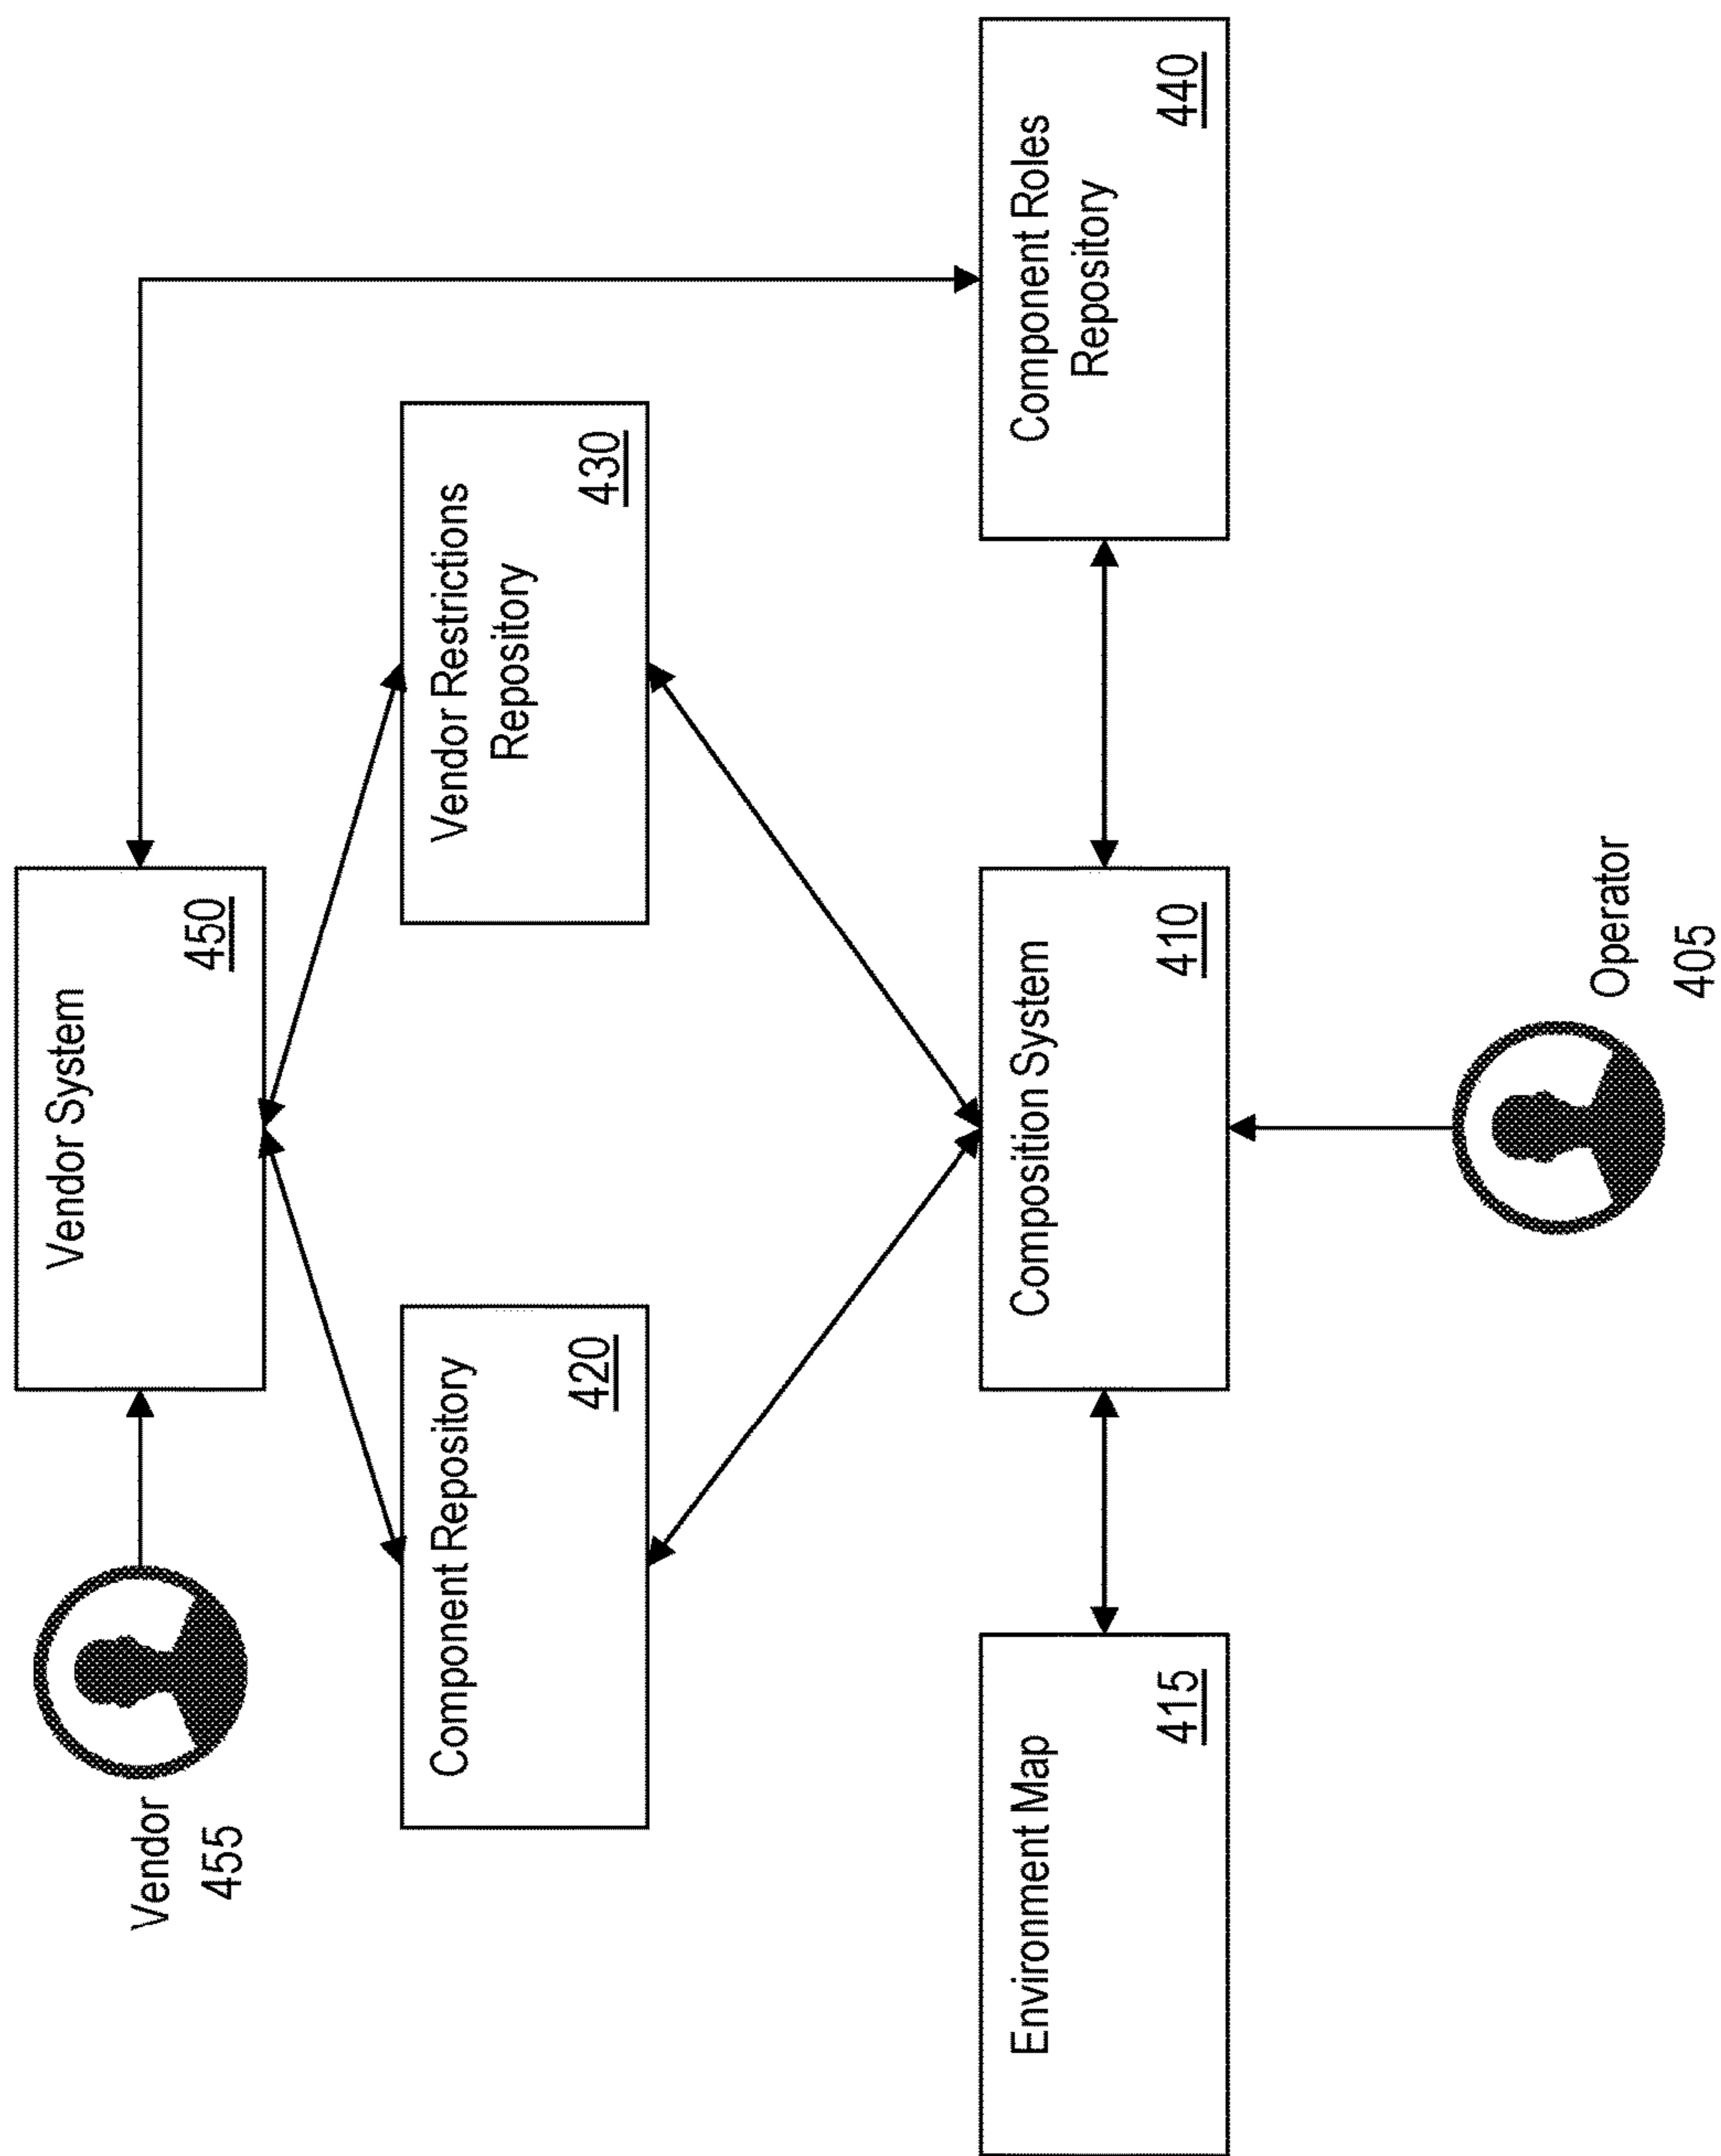 Vendor
455
Vendor System
450
Component Repository
420
Vendor Restrictions
Repository
430
Environment Map
415
Composition System
410
Component Roles
Repository
440
Operator
405